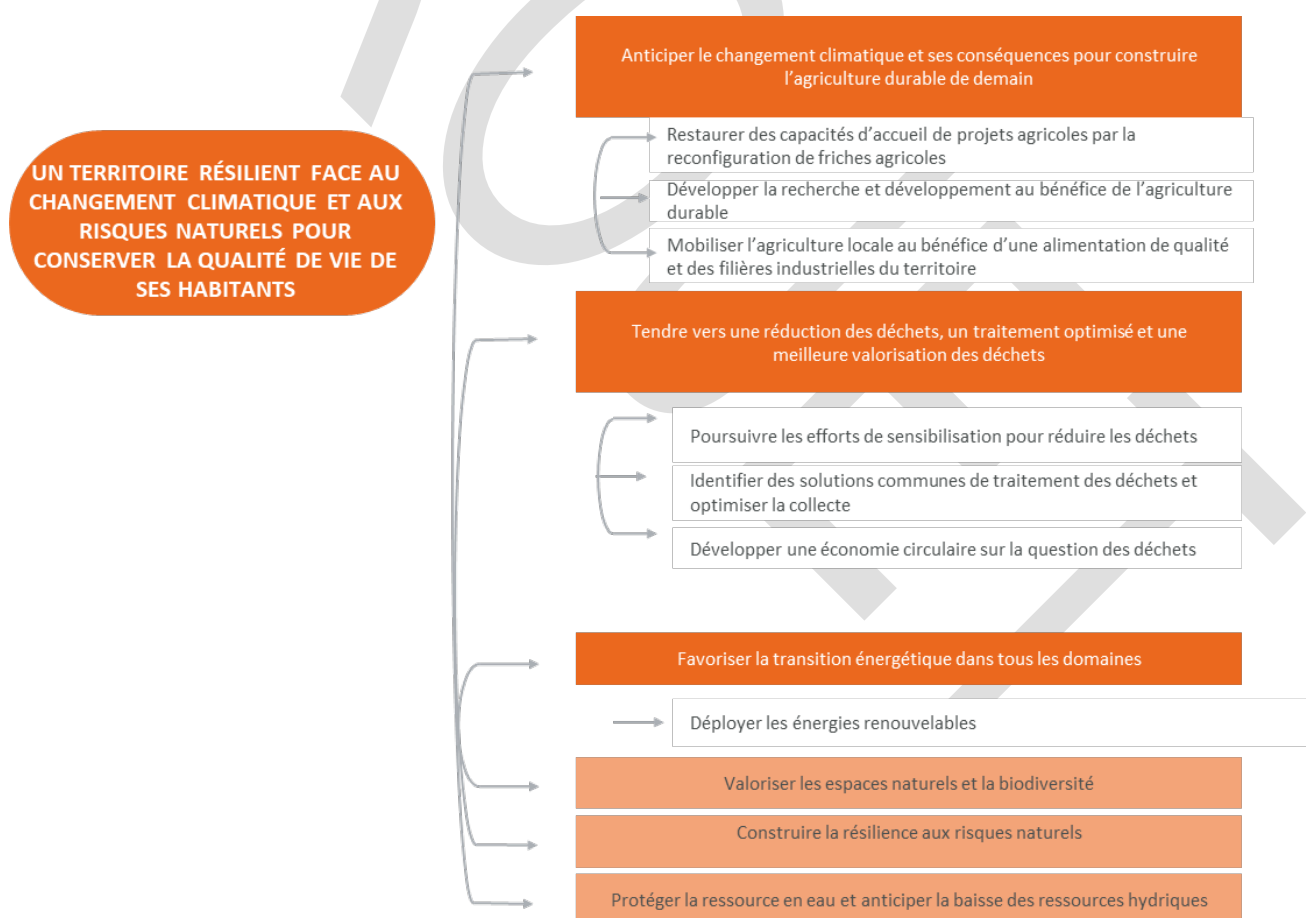 UN TERRITOIRE RÉSILIENT FACE AU
CHANGEMENT CLIMATIQUE ET AUX
RISQUES NATURELS POUR
CONSERVER LA QUALITÉ DE VIE DE
SES HABITANTS
Anticiper le changement climatique et ses conséquences pour construire
l’agriculture durable de demain
Restaurer des capacités d’accueil de projets agricoles par la
reconfiguration de friches agricoles
Développer la recherche et développement au bénéfice de l’agriculture
durable
Mobiliser l’agriculture locale au bénéfice d’une alimentation de qualité
et des filières industrielles du territoire
Tendre vers une réduction des déchets, un traitement optimisé et une
meilleure valorisation des déchets
Poursuivre les efforts de sensibilisation pour réduire les déchets
Identifier des solutions communes de traitement des déchets et
optimiser la collecte
Développer une économie circulaire sur la question des déchets
Favoriser la transition énergétique dans tous les domaines
Déployer les énergies renouvelables
Valoriser les espaces naturels et la biodiversité
Construire la résilience aux risques naturels
Protéger la ressource en eau et anticiper la baisse des ressources hydriques